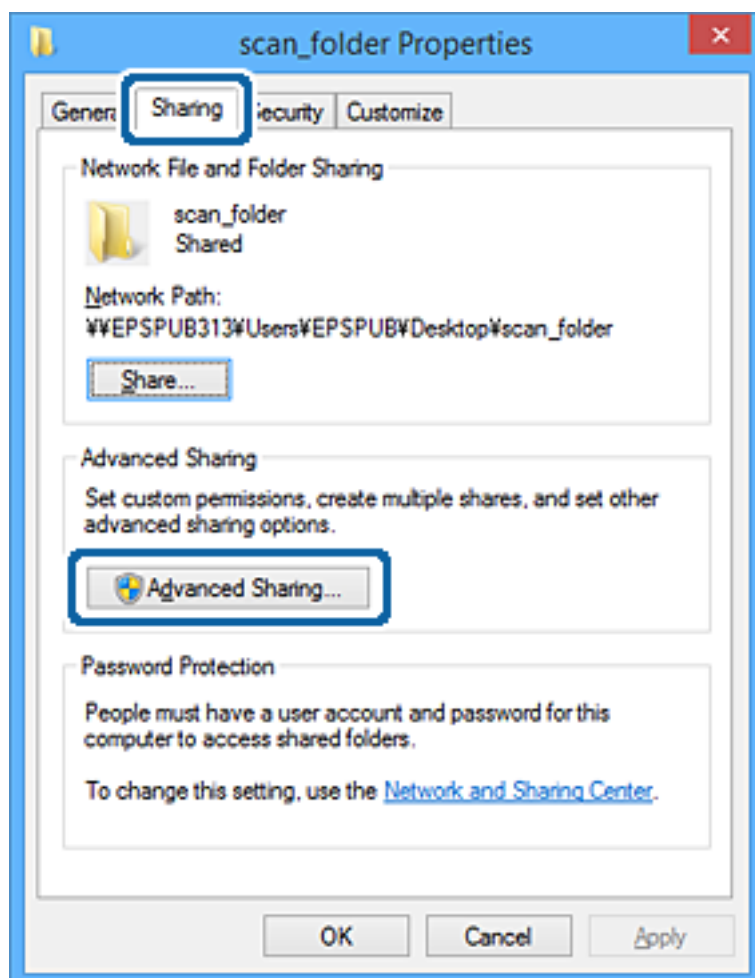 scan_folder Properties
Sharing
Customize
Network File and Folder Sharing
scan_folder
Shared
Network Path:
¥¥EPSPUB313¥Users¥EPSPUB¥Desktop¥scan_folder
Share...
Advanced Sharing
Set custom permissions, create multiple shares, and set other
advanced sharing options.
Advanced Sharing...
Password Protection
People must have a user account and password for this
computer to access shared folders.
To change this setting, use the Network and Sharing Center.
OK Cancel Apply